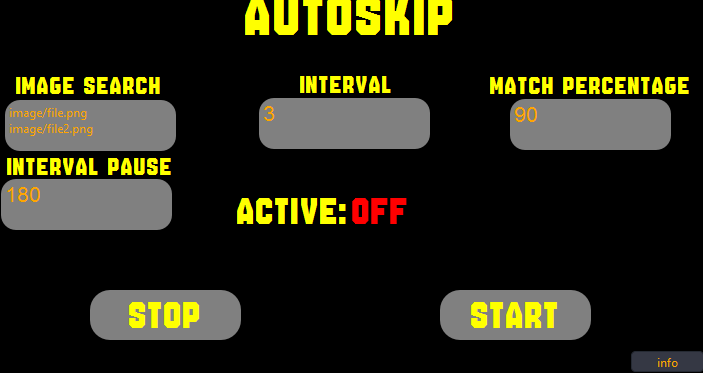 AUTOSKIP
IMAGE SEARCH
INTERVAL
MATCH PERCENTAGE
image/file.png
image/file2.png
3
90
INTERVAL PAUSE
180
ACTIVE:OFF
STOP
START
info